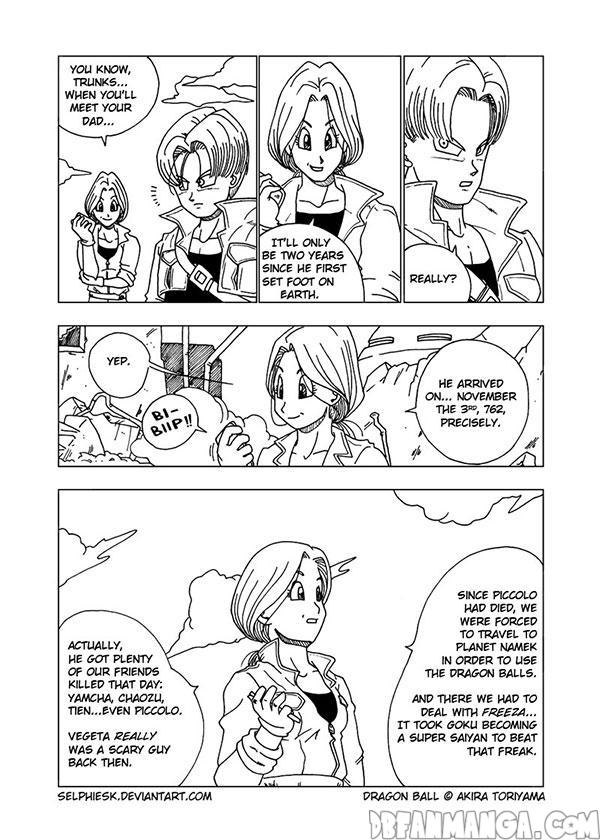 YOU KNOW,
TRUNKS...
WHEN YOU'LL
MEET YOUR
DAD...
IT'LL ONLY
BE TWO YEARS
SINCE HE FIRST
SET FOOT ON
EARTH.
REALLY?
YEP.
BI-
BIIP!!
HE ARRIVED
ON... NOVEMBER
THE 3RD, 762,
PRECISELY.
ACTUALLY,
HE GOT PLENTY
OF OUR FRIENDS
KILLED THAT DAY:
YAMCHA, CHAOZU,
TIEN...EVEN PICCOLO.
VEGETA REALLY
WAS A SCARY GUY
BACK THEN.
SINCE PICCOLO
HAD DIED, WE
WERE FORCED
TO TRAVEL TO
PLANET NAMEK
IN ORDER TO USE
THE DRAGON BALLS.
AND THERE WE HAD TO
DEAL WITH FREEZA...
IT TOOK GOKU BECOMING
A SUPER SAIYAN TO BEAT
THAT FREAK.
SELPHIESK.DEVIANTART.COM
DRAGON BALL © AKIRA TORIYAMA
DBFANMANGA.COM